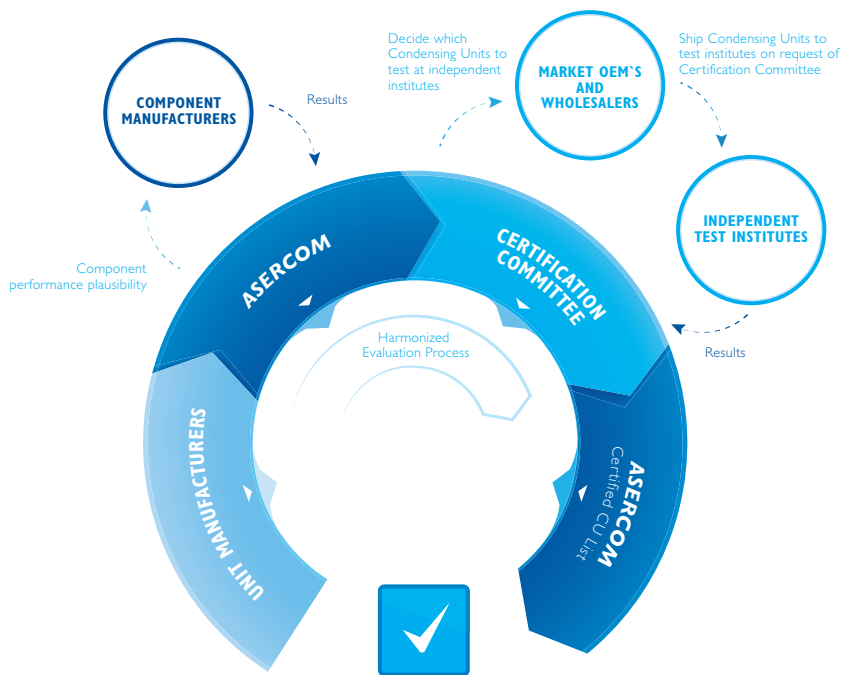 Decide which
Condensing Units to
test at independent
institutes
MARKET OEM`S
AND
WHOLESALERS
Ship Condensing Units to
test institutes on request of
Certification Committee
COMPONENT
MANUFACTURERS
Results
INDEPENDENT
TEST INSTITUTES
ASERCOM
CERTIFICATION
COMMITTEE
Component
performance plausibility
Harmonized
Evaluation Process
Results
UNIT MANUFACTURERS
ASERCOM
Certified CU List